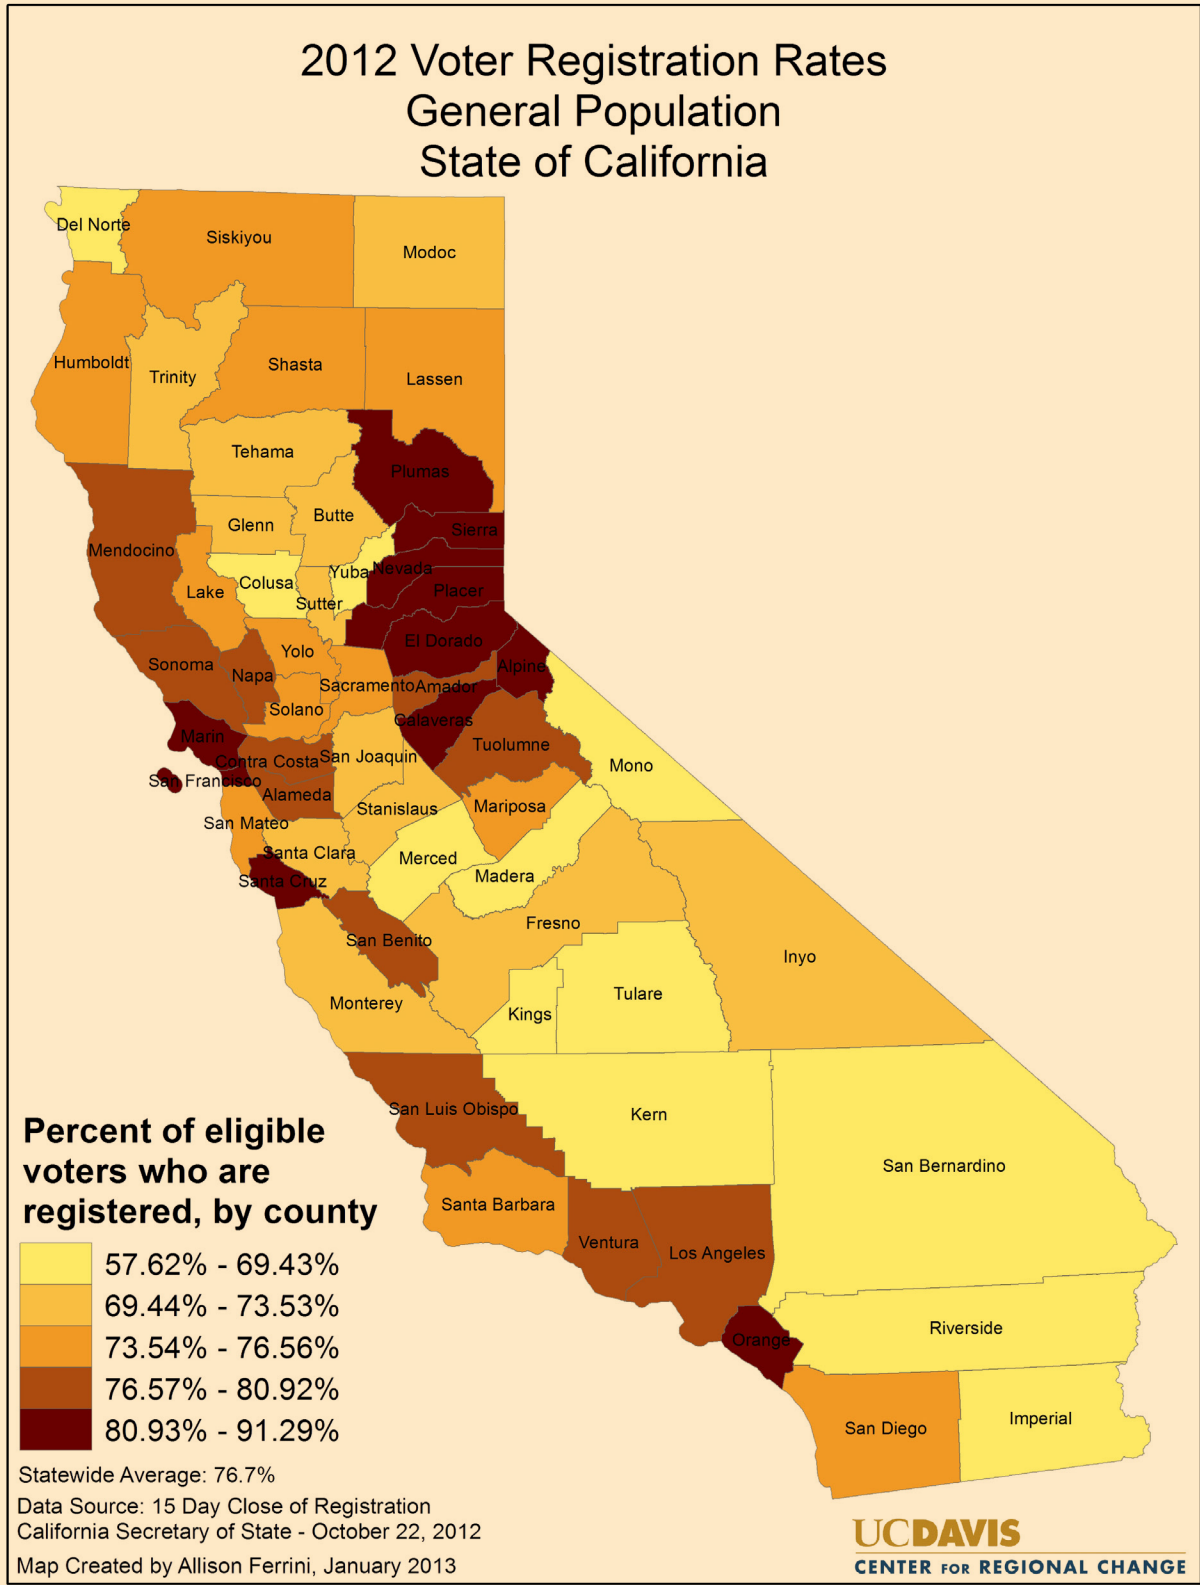 2012 Voter Registration Rates
General Population
State of California
Del Norte
Siskiyou
Modoc
Humboldt
Trinity
Shasta
Lassen
Tehama
Plumas
Glenn
Butte
Sierra
Mendocino
Lake
Colusa
Yuba
Nevada
Sutter
Placer
Sonoma
Napa
Yolo
El Dorado
Alpine
Sacramento
Amador
Solano
Calaveras
Marin
Tuolumne
Contra Costa
San Joaquin
Mono
San Francisco
Alameda
Stanislaus
Mariposa
San Mateo
Santa Clara
Merced
Madera
Santa Cruz
Fresno
San Benito
Inyo
Monterey
Kings
Tulare
San Luis Obispo
Kern
San Bernardino
Santa Barbara
Ventura
Los Angeles
Orange
Riverside
San Diego
Imperial
Percent of eligible
voters who are
registered, by county
57.62% - 69.43%
69.44% - 73.53%
73.54% - 76.56%
76.57% - 80.92%
80.93% - 91.29%
Statewide Average: 76.7%
Data Source: 15 Day Close of Registration
California Secretary of State - October 22, 2012
Map Created by Allison Ferrini, January 2013
UCDAVIS
CENTER FOR REGIONAL CHANGE